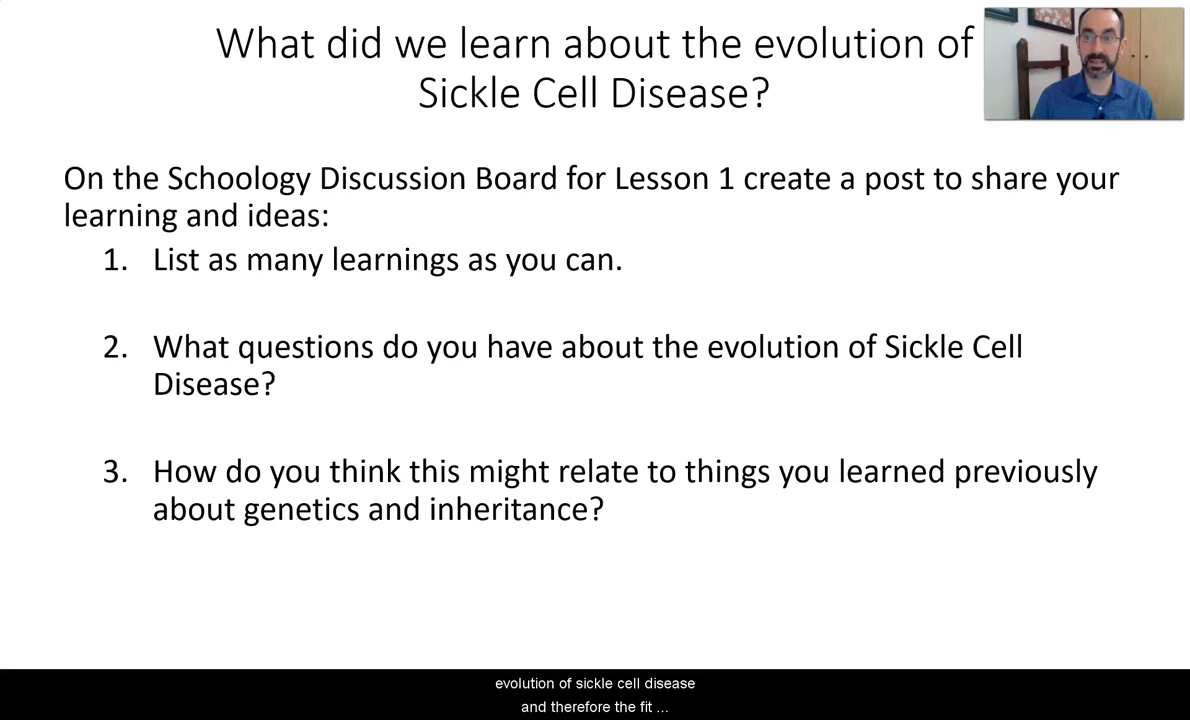 What did we learn about the evolution of
Sickle Cell Disease?
On the Schoology Discussion Board for Lesson 1 create a post to share your
learning and ideas:
1. List as many learnings as you can.
2. What questions do you have about the evolution of Sickle Cell
Disease?
3. How do you think this might relate to things you learned previously
about genetics and inheritance?
evolution of sickle cell disease
and therefore the fit ...